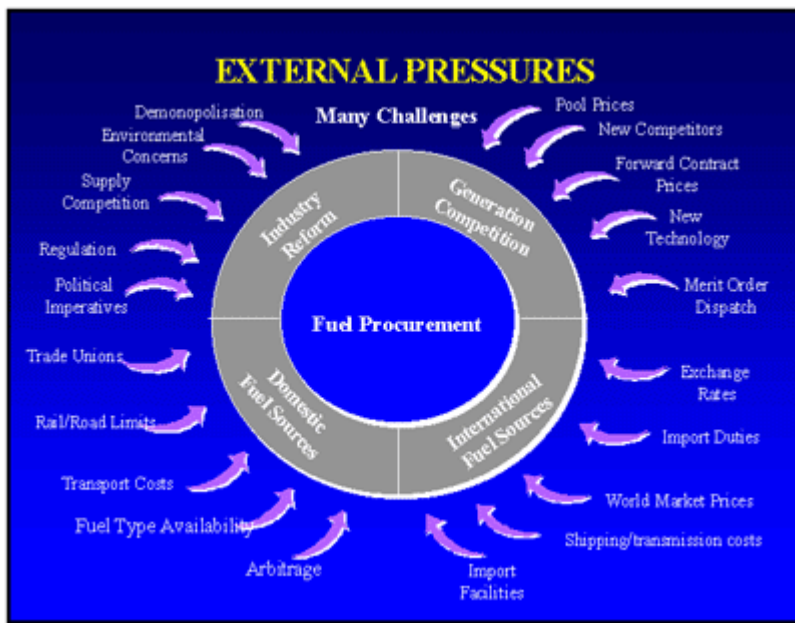 EXTERNAL PRESSURES
Many Challenges
Demonopolisation
Environmental
Concerns
Supply
Competition
Regulation
Political
Imperatives
Trade Unions
Rail/Road Limits
Transport Costs
Fuel Type Availability
Arbitrage
Pool Prices
New Competitors
Forward Contract
Prices
New
Technology
Merit Order
Dispatch
Exchange
Rates
Import Duties
World Market Prices
Shipping/transmission costs
Import
Facilities
Industry
Reform
Generation
Competition
Fuel Procurement
Domestic
Fuel Sources
International
Fuel Sources